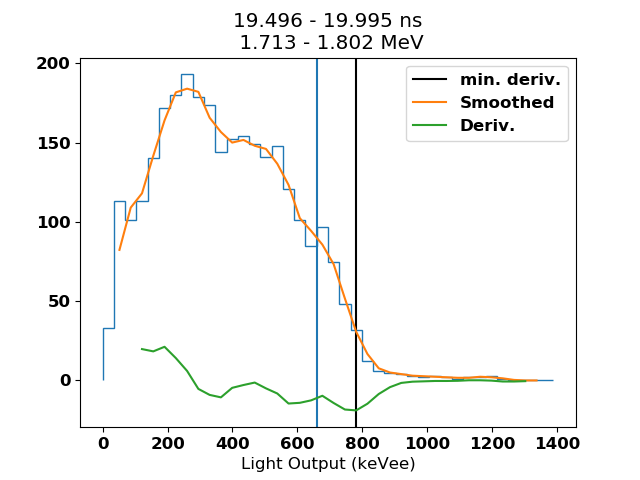 19.496 - 19.995 ns
1.713 - 1.802 MeV
min. deriv.
Smoothed
Deriv.
200
150
100
50
0
0 200 400 600 800 1000 1200 1400
Light Output (keVee)